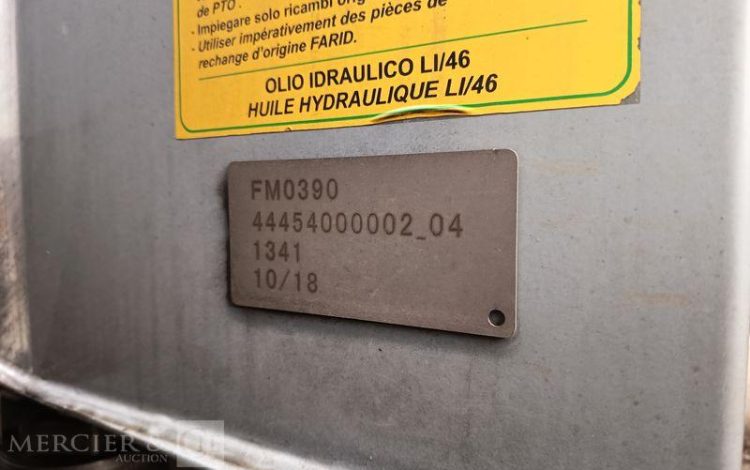 de PTO.
- Impiegare solo ricambi
- Utiliser impérativement des pièces de
rechange d'origine FARID.
OLIO IDRAULICO LI/46
HUILE HYDRAULIQUE LI/46
FM0390
44454000002_04
1341
10/18
MERCIER &
AUCTION